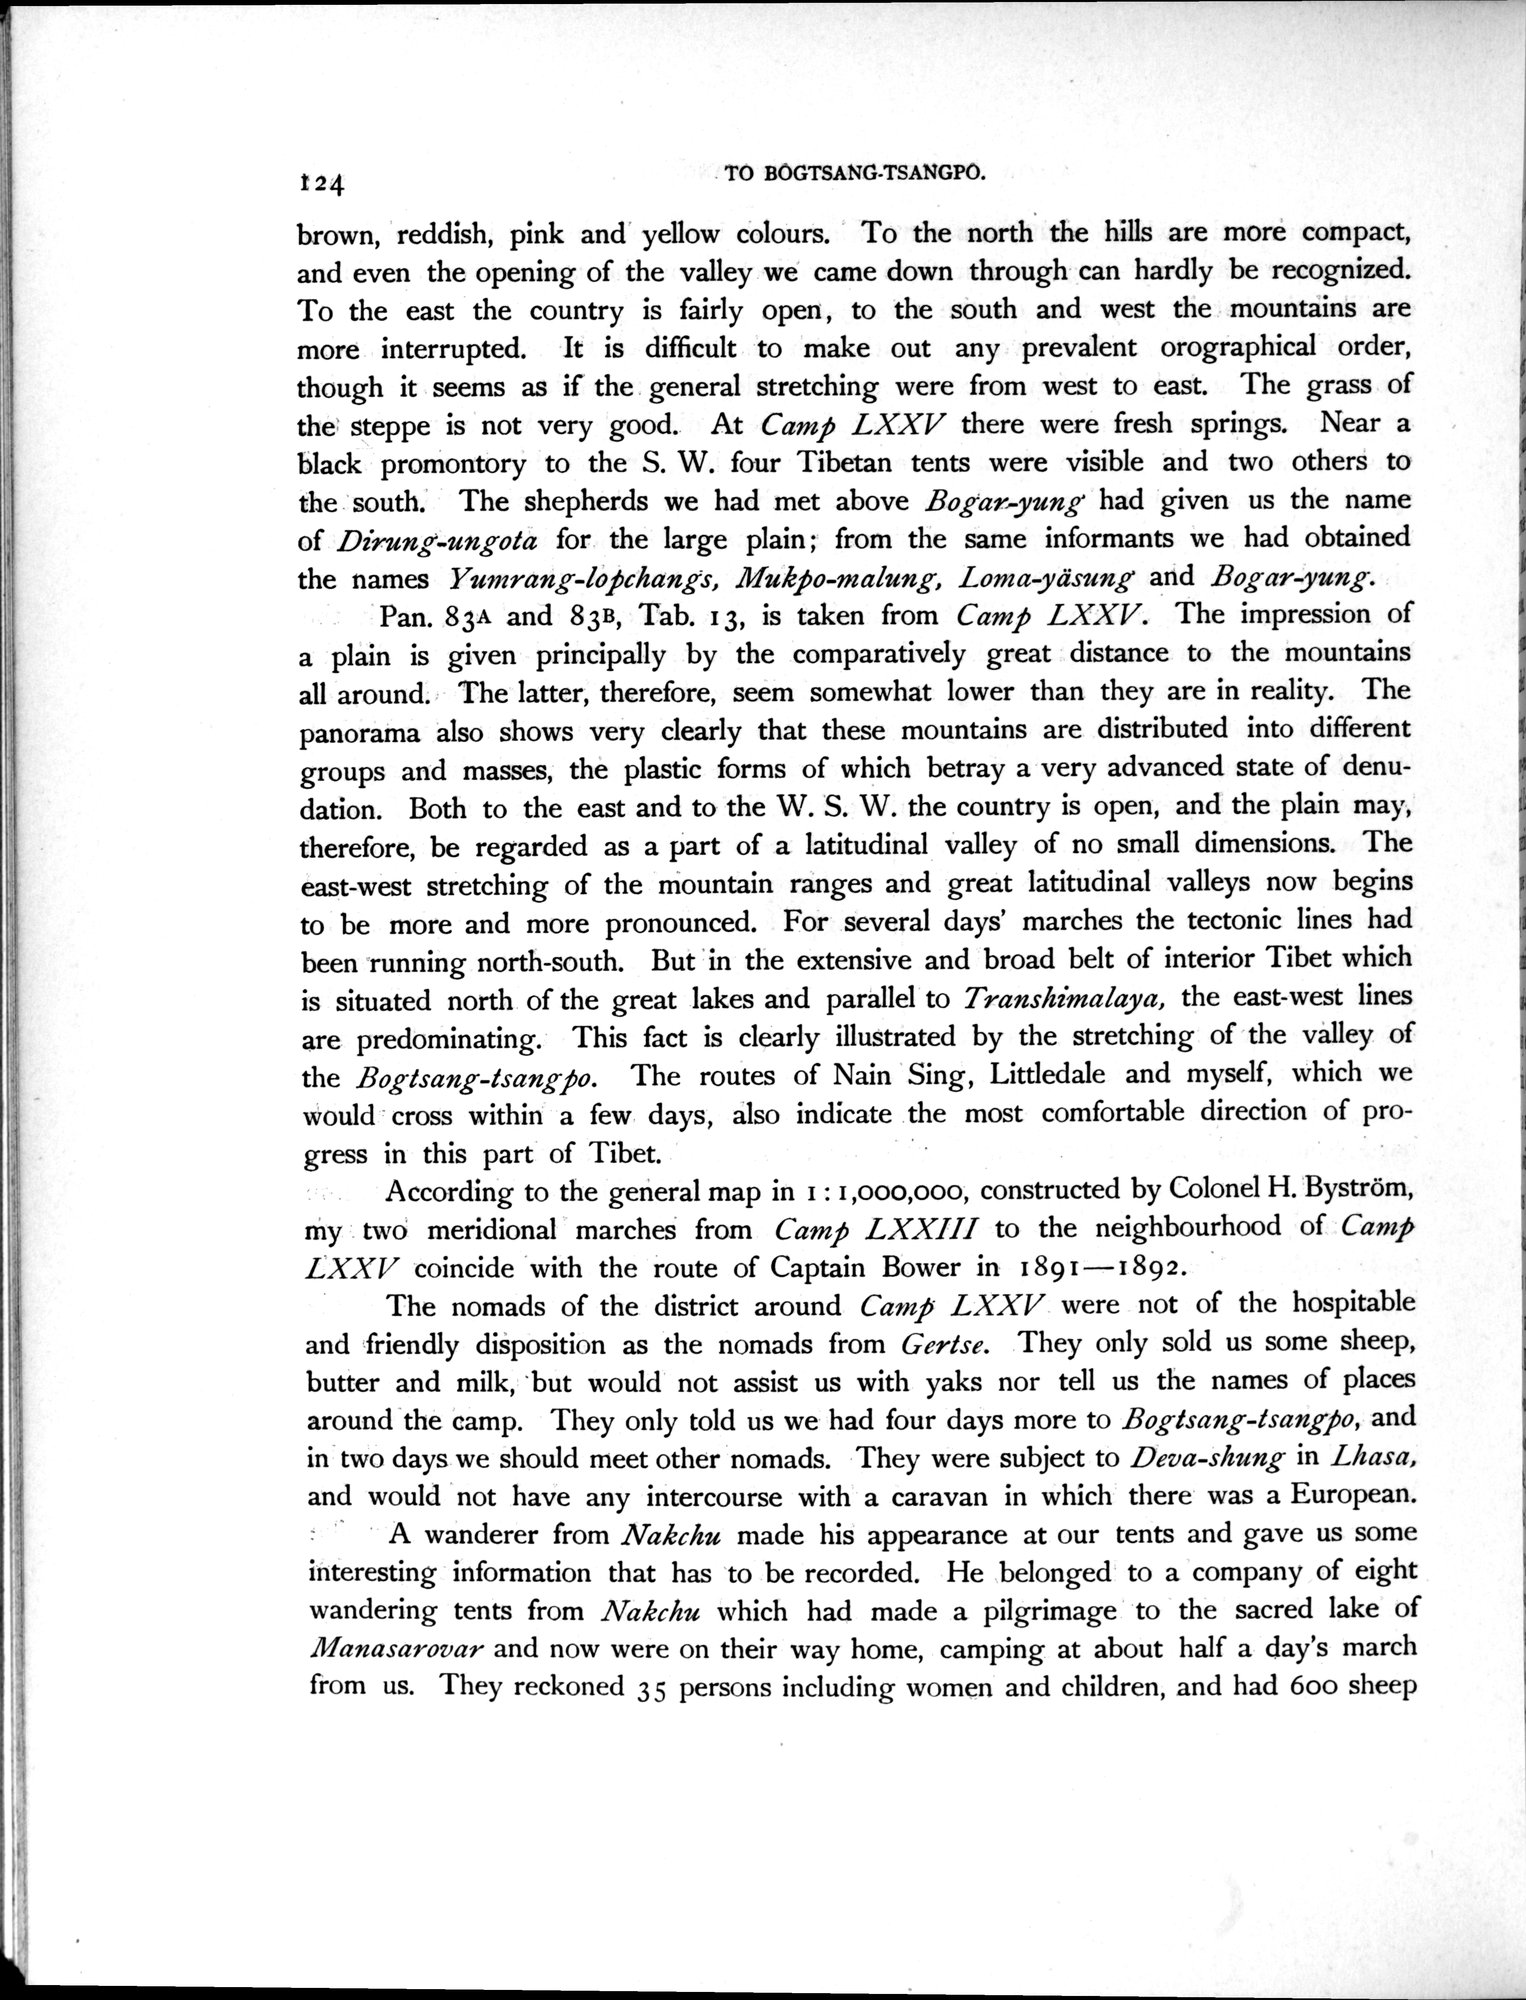 124
TO BOGTSANG-TSANGPO.
brown, reddish, pink and yellow colours. To the north the hills are more compact,
and even the opening of the valley we came down through can hardly be recognized.
To the east the country is fairly open, to the south and west the mountains are
more interrupted. It is difficult to make out any prevalent orographical order,
though it seems as if the general stretching were from west to east. The grass of
the steppe is not very good. At Camp LXXV there were fresh springs. Near a
black promontory to the S. W. four Tibetan tents were visible and two others to
the south. The shepherds we had met above Bogar-yung had given us the name
of Dirung-ungota for the large plain; from the same informants we had obtained
the names Yumrang-lopchangs, Mukpo-malung, Loma-yäsung and Bogar-yung.
Pan. 83A and 83B, Tab. 13, is taken from Camp LXXV. The impression of
a plain is given principally by the comparatively great distance to the mountains
all around. The latter, therefore, seem somewhat lower than they are in reality. The
panorama also shows very clearly that these mountains are distributed into different
groups and masses, the plastic forms of which betray a very advanced state of denu-
dation. Both to the east and to the W. S. W. the country is open, and the plain may,
therefore, be regarded as a part of a latitudinal valley of no small dimensions. The
east-west stretching of the mountain ranges and great latitudinal valleys now begins
to be more and more pronounced. For several days' marches the tectonic lines had
been running north-south. But in the extensive and broad belt of interior Tibet which
is situated north of the great lakes and parallel to Transhimalaya, the east-west lines
are predominating. This fact is clearly illustrated by the stretching of the valley of
the Bogtsang-tsangpo. The routes of Nain Sing, Littledale and myself, which we
would cross within a few days, also indicate the most comfortable direction of pro-
gress in this part of Tibet.
According to the general map in 1 : 1,000,000, constructed by Colonel H. Byström,
my two meridional marches from Camp LXXIII to the neighbourhood of Camp
LXXV coincide with the route of Captain Bower in 1891—1892.
The nomads of the district around Camp LXXV were not of the hospitable
and friendly disposition as the nomads from Gertse. They only sold us some sheep,
butter and milk, but would not assist us with yaks nor tell us the names of places
around the camp. They only told us we had four days more to Bogtsang-tsangpo, and
in two days we should meet other nomads. They were subject to Deva-shung in Lhasa,
and would not have any intercourse with a caravan in which there was a European.
A wanderer from Nakchu made his appearance at our tents and gave us some
interesting information that has to be recorded. He belonged to a company of eight
wandering tents from Nakchu which had made a pilgrimage to the sacred lake of
Manasarovar and now were on their way home, camping at about half a day's march
from us. They reckoned 35 persons including women and children, and had 600 sheep